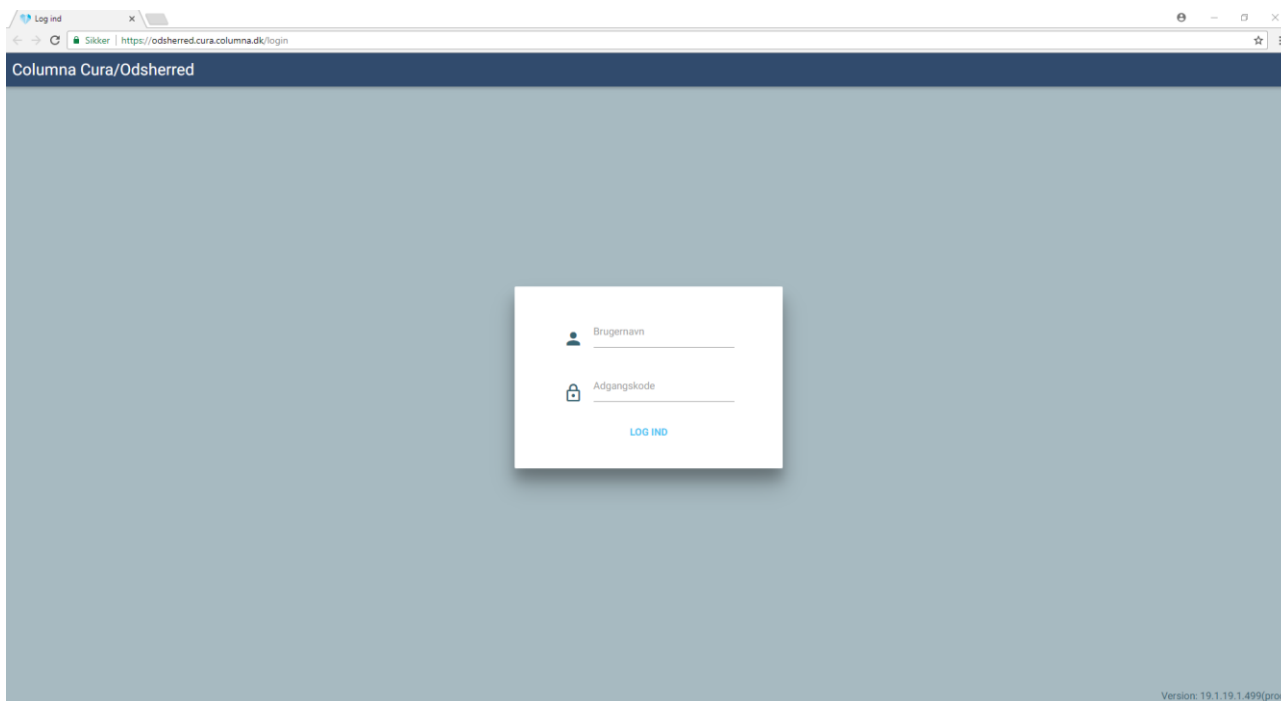 Log ind
Sikker | https://odsherred.cura.columna.dk/login
Columna Cura/Odsherred
Brugernavn
Adgangskode
LOG IND
Version: 19.1.19.1.499(pro